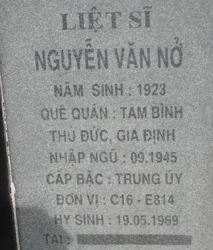 LIỆT SĨ
NGUYỄN VĂN NỞ
NĂM SINH : 1923
QUÊ QUÁN : TAM BÌNH
THỦ ĐỨC, GIA ĐỊNH
NHẬP NGŨ : 09.1945
CẤP BẬC : TRUNG ÚY
ĐƠN VỊ : C16 - E814
HY SINH : 19.05.1969
TẠI :